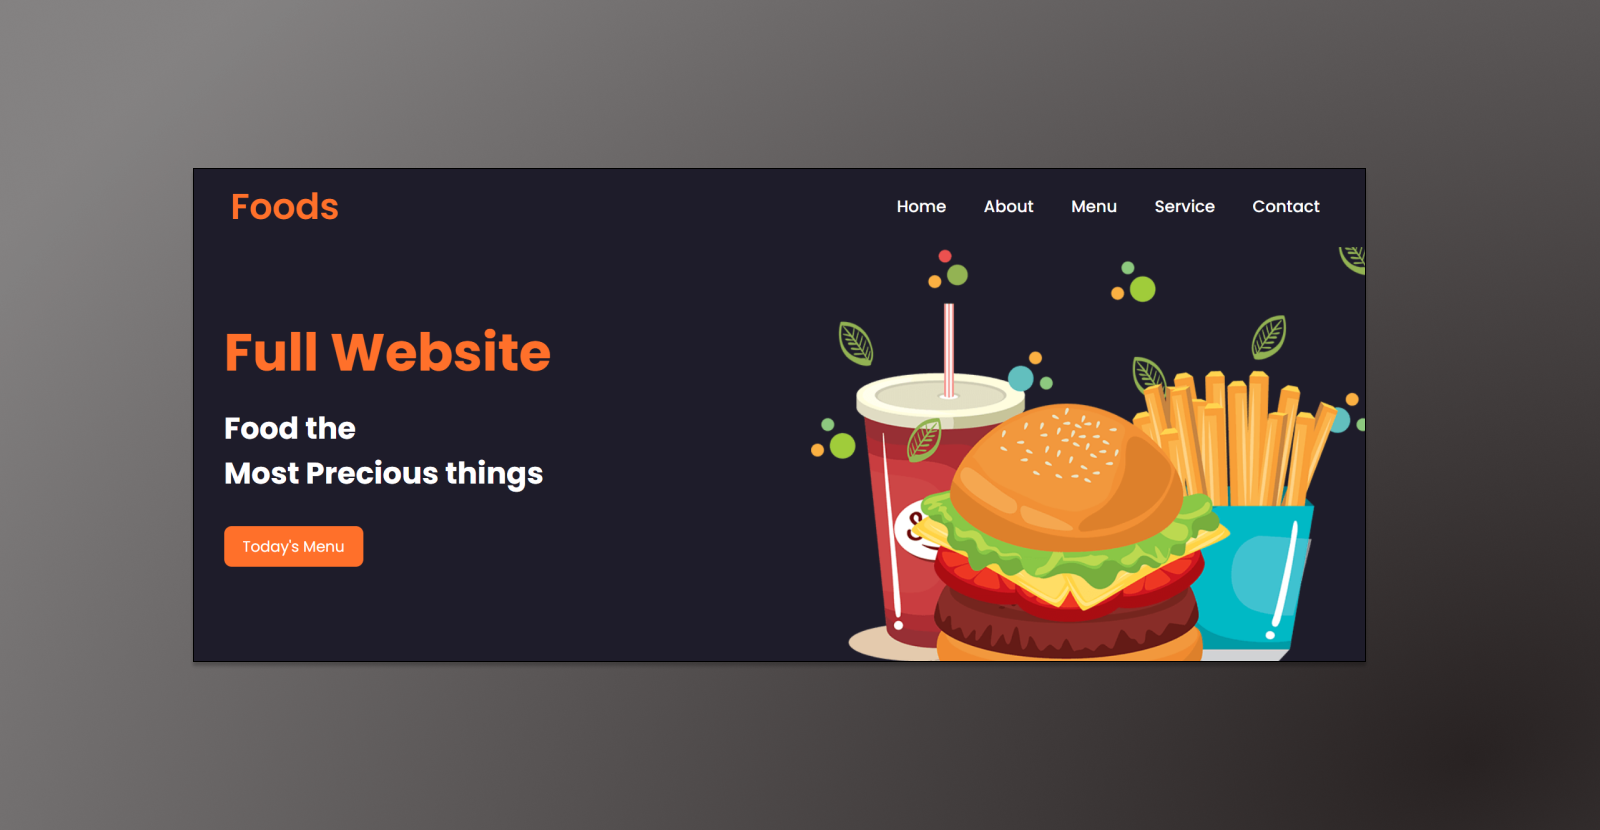 Foods
Home About Menu Service Contact
Full Website
Food the
Most Precious things
Today's Menu